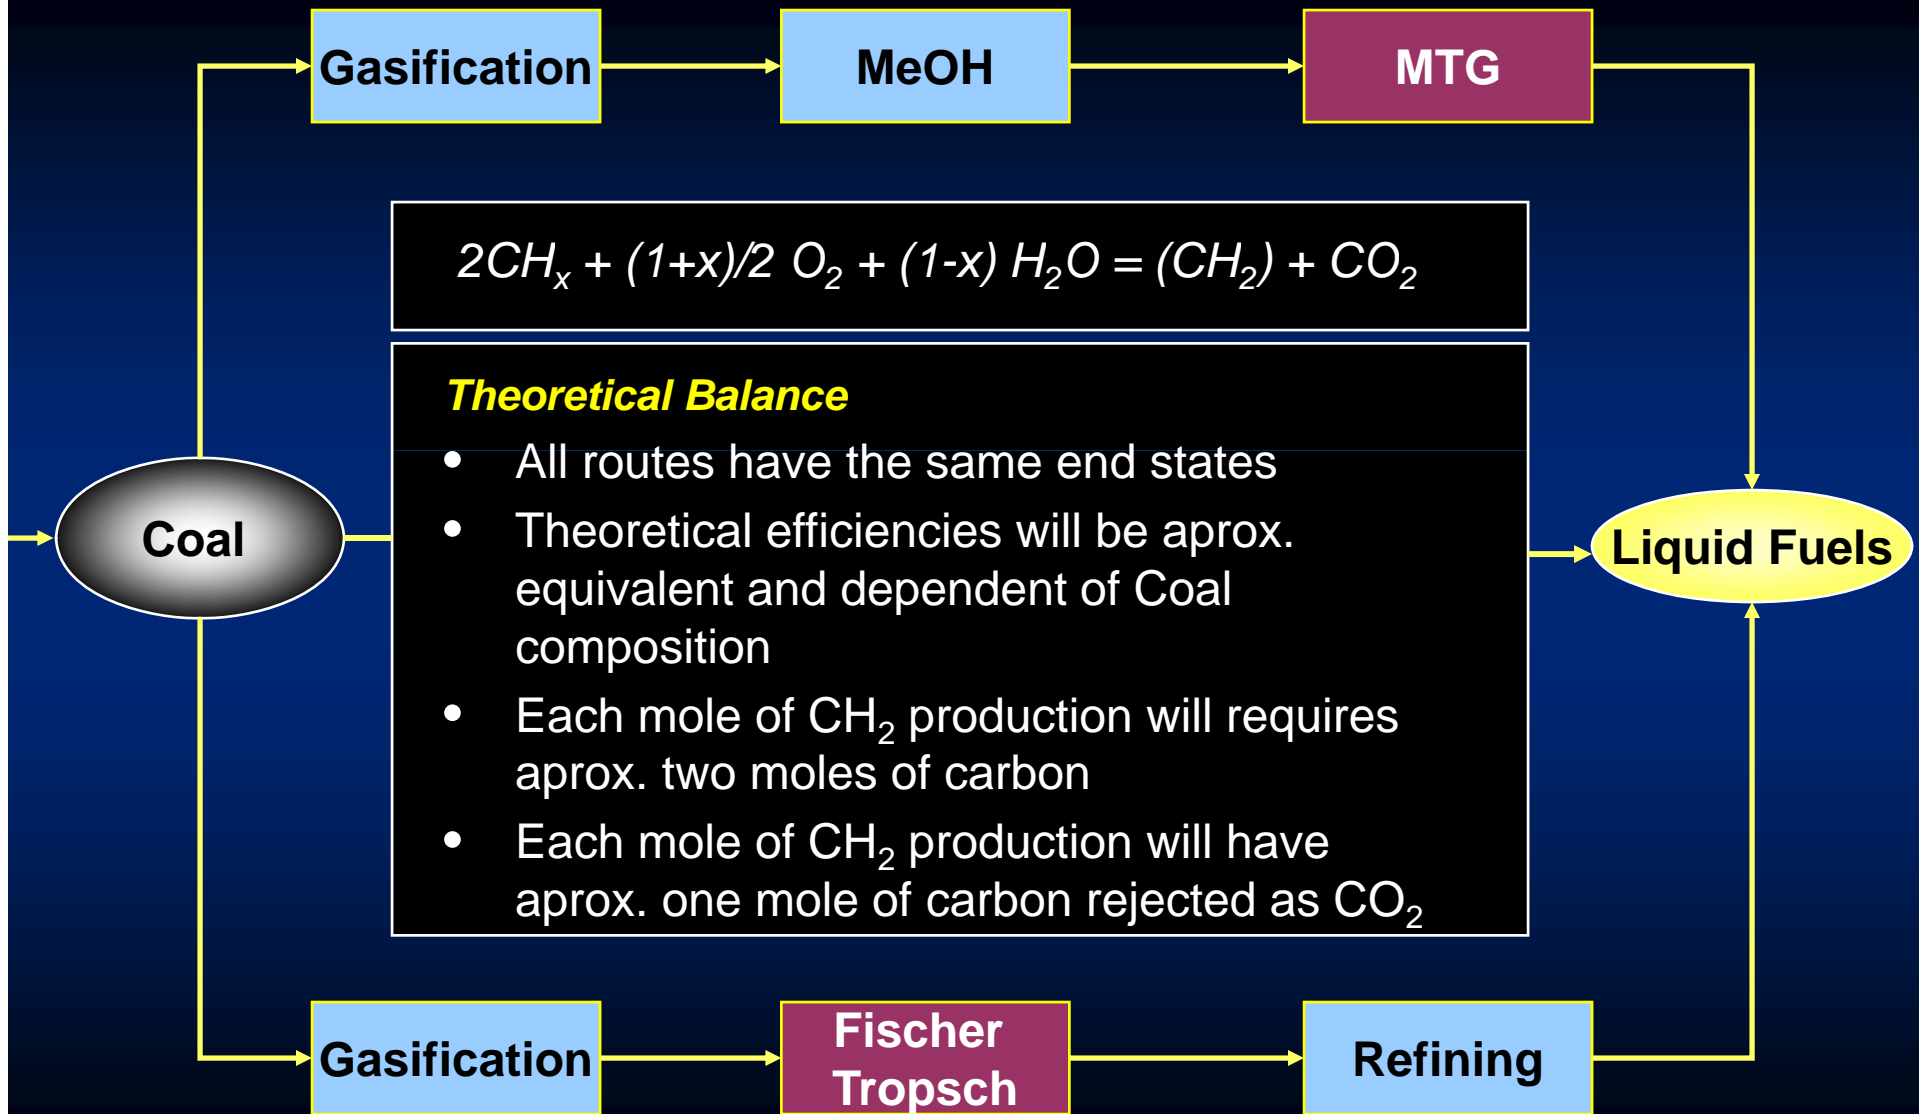 Gasification
MeOH
MTG
2CHₓ + (1+x)/2 O₂ + (1-x) H₂O = (CH₂) + CO₂
Theoretical Balance
• All routes have the same end states
• Theoretical efficiencies will be aprox.
equivalent and dependent of Coal
composition
• Each mole of CH₂ production will requires
aprox. two moles of carbon
• Each mole of CH₂ production will have
aprox. one mole of carbon rejected as CO₂
Coal
Liquid Fuels
Gasification
Fischer
Tropsch
Refining